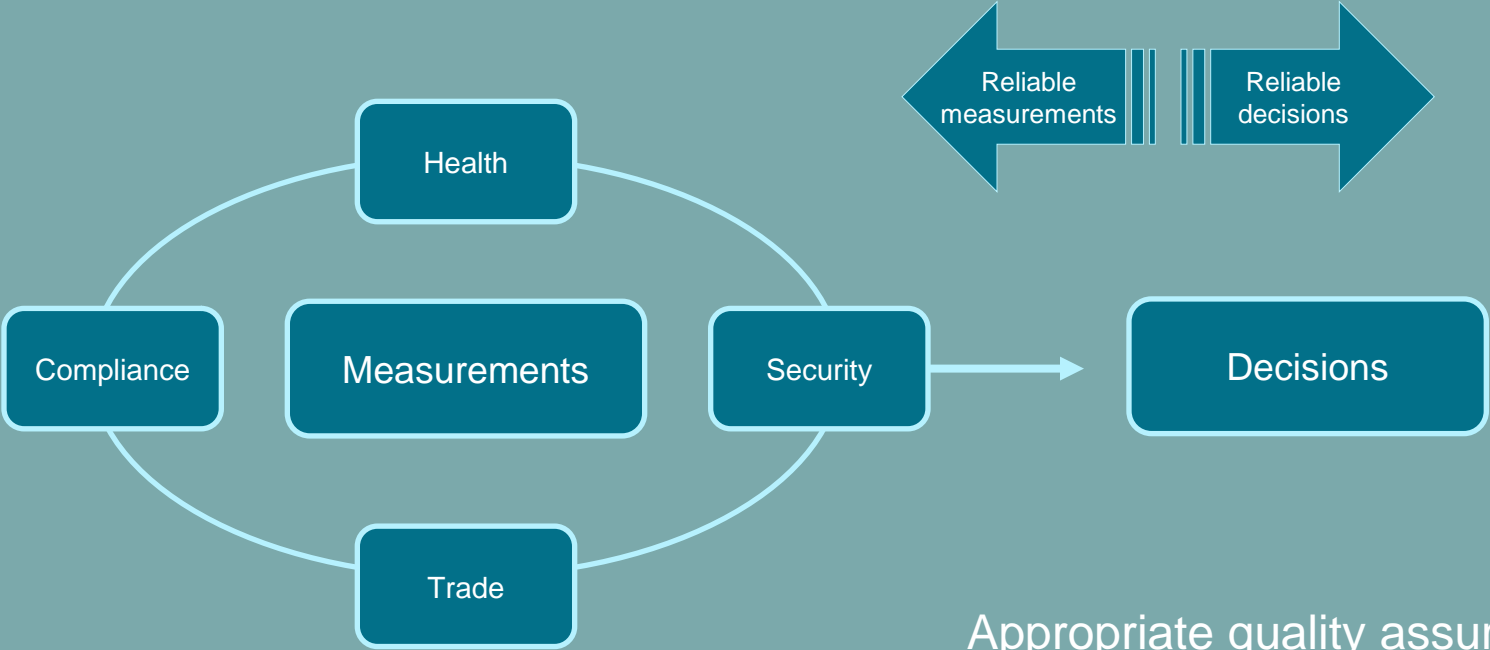 Reliable
measurements
Reliable
decisions
Health
Compliance
Measurements
Security
Decisions
Trade
Appropriate quality